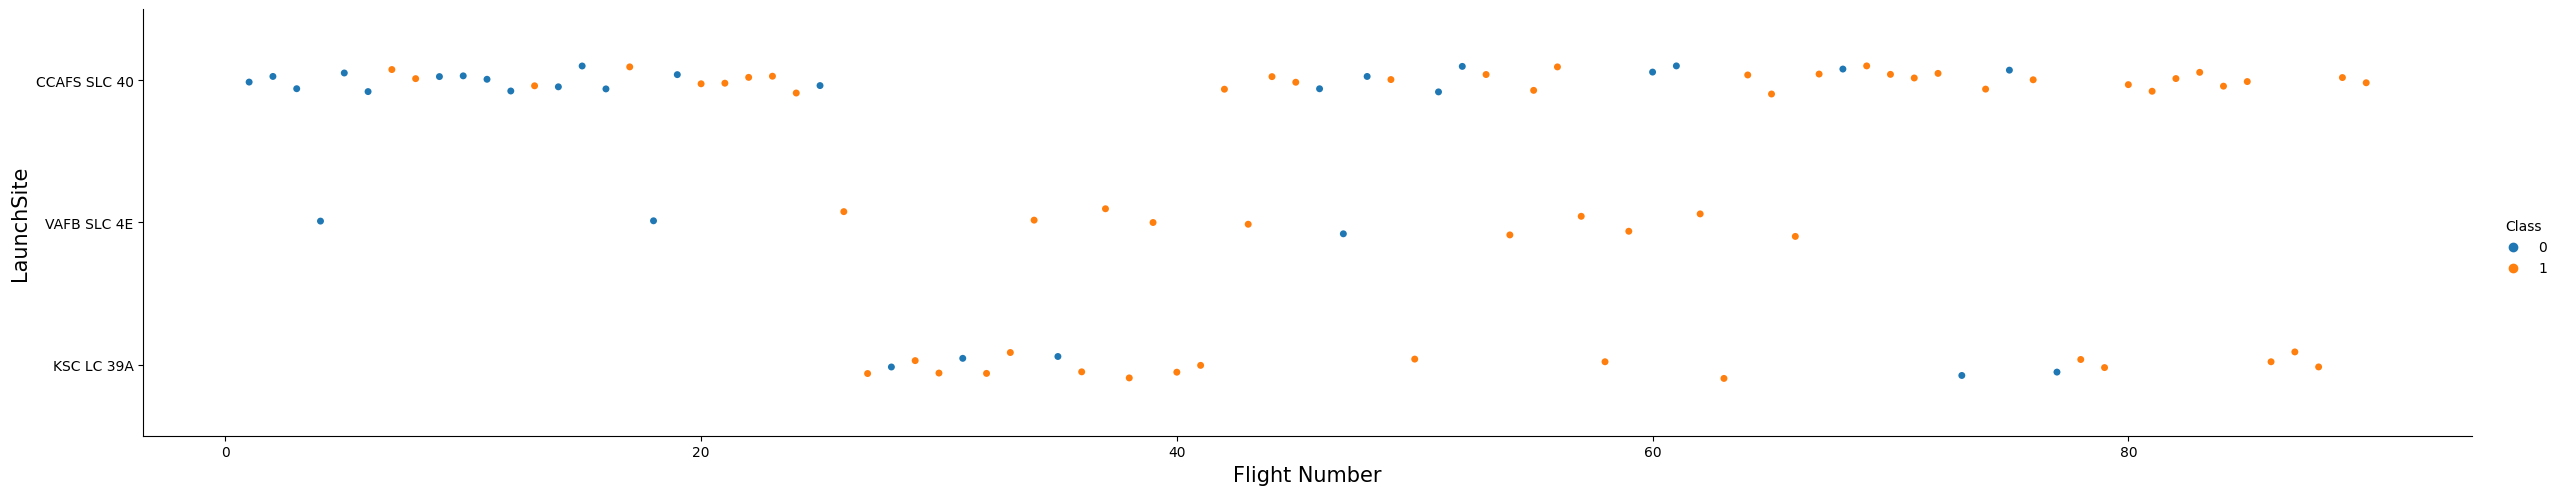 LaunchSite
CCAFS SLC 40
VAFB SLC 4E
KSC LC 39A
0
20
40
60
80
Flight Number
Class
0
1